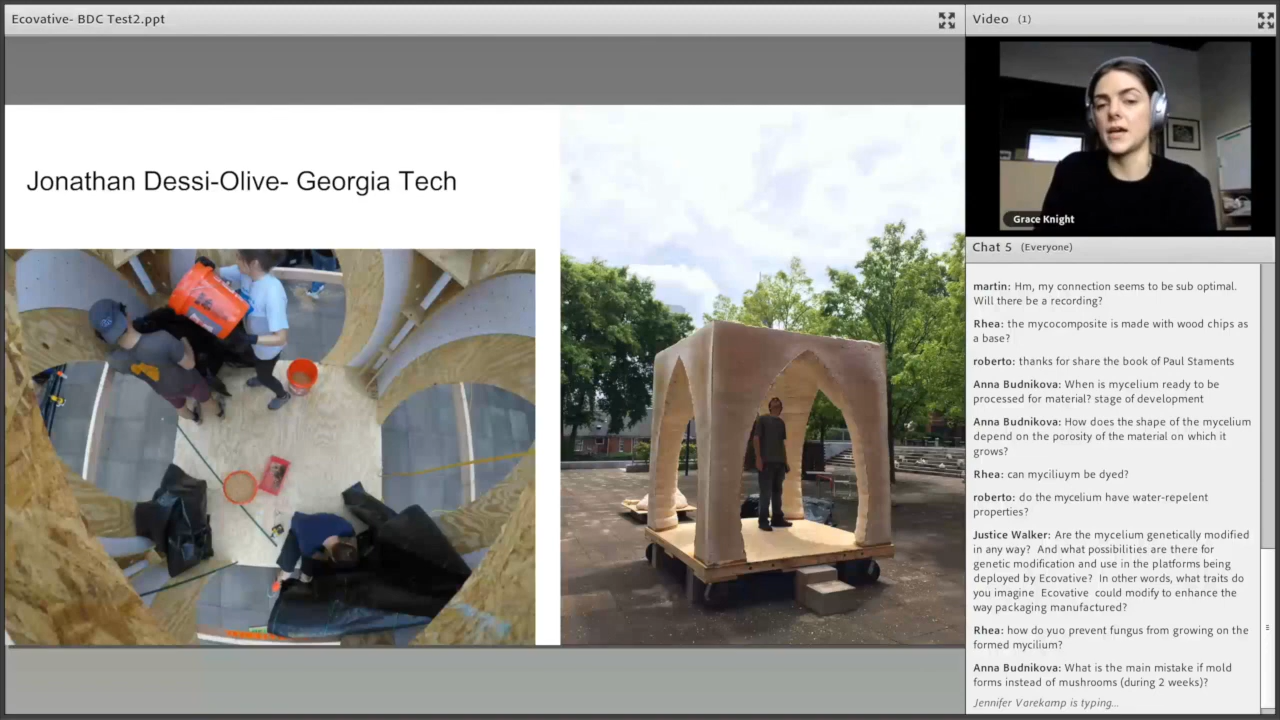 Ecovative- BDC Test2.ppt
Jonathan Dessi-Olive- Georgia Tech
Video (1)
Grace Knight
Chat 5 (Everyone)
martin: Hm, my connection seems to be sub optimal.
Will there be a recording?
Rhea: the mycocomposite is made with wood chips as
a base?
roberto: thanks for share the book of Paul Staments
Anna Budnikova: When is mycelium ready to be
processed for material? stage of development
Anna Budnikova: How does the shape of the mycelium
depend on the porosity of the material on which it
grows?
Rhea: can myciliuym be dyed?
roberto: do the mycelium have water-repelent
properties?
Justice Walker: Are the mycelium genetically modified
in any way? And what possibilities are there for
genetic modification and use in the platforms being
deployed by Ecovative? In other words, what traits do
you imagine Ecovative could modify to enhance the
way packaging manufactured?
Rhea: how do yuo prevent fungus from growing on the
formed mycilium?
Anna Budnikova: What is the main mistake if mold
forms instead of mushrooms (during 2 weeks)?
Jennifer Varekamp is typing...